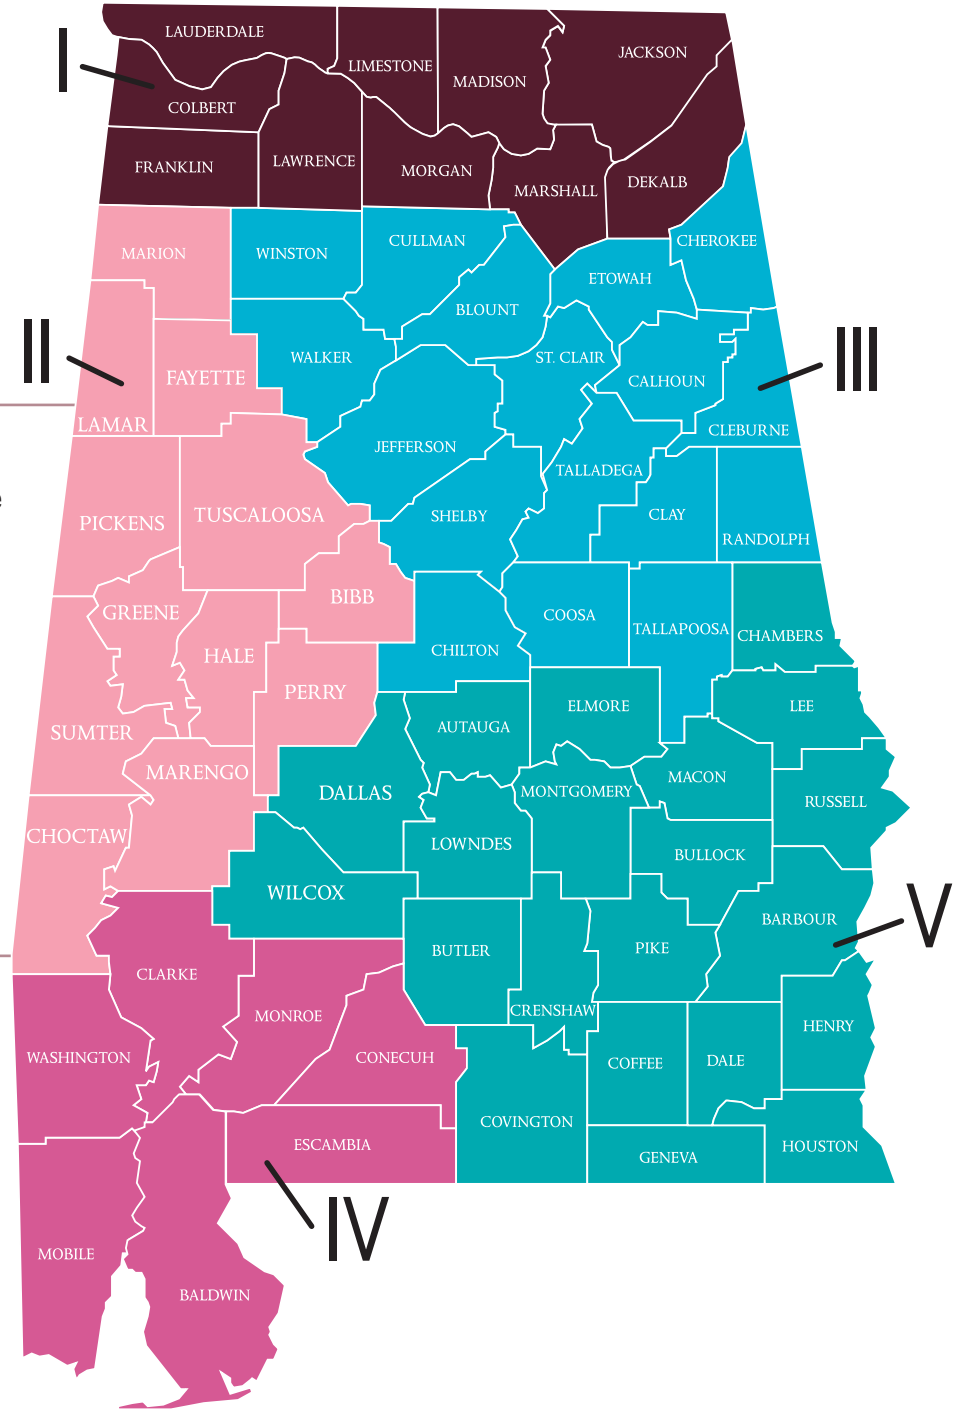 LAUDERDALE
I
LIMESTONE
MADISON
JACKSON
COLBERT
FRANKLIN
LAWRENCE
MORGAN
MARSHALL
DEKALB
MARION
WINSTON
CULLMAN
CHEROKEE
ETOWAH
BLOUNT
II
WALKER
ST. CLAIR
III
FAYETTE
CALHOUN
LAMAR
CLEBURNE
JEFFERSON
TALLADEGA
e
PICKENS
TUSCALOOSA
SHELBY
CLAY
RANDOLPH
BIBB
GREENE
COOSA
TALLAPOOSA
CHAMBERS
HALE
CHILTON
PERRY
ELMORE
LEE
SUMTER
AUTAUGA
MARENGO
DALLAS
MONTGOMERY
MACON
RUSSELL
CHOCTAW
LOWNDES
BULLOCK
WILCOX
BARBOUR
V
BUTLER
PIKE
CLARKE
CRENSHAW
MONROE
HENRY
WASHINGTON
CONECUH
COFFEE
DALE
COVINGTON
ESCAMBIA
GENEVA
HOUSTON
IV
MOBILE
BALDWIN